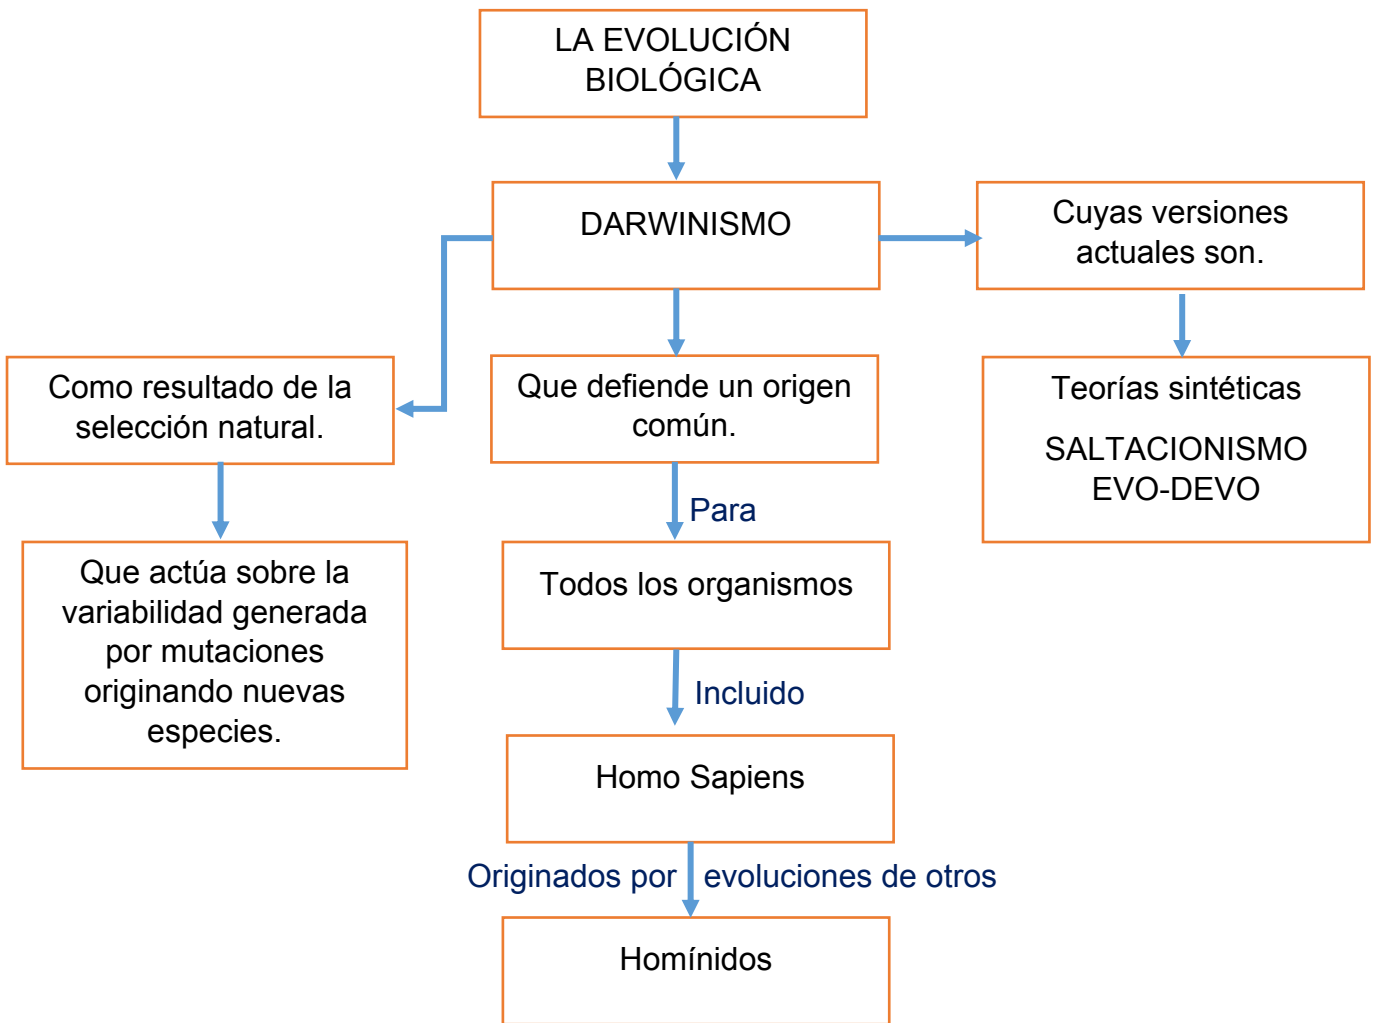 LA EVOLUCIÓN
BIOLÓGICA
DARWINISMO
Cuyas versiones
actuales son.
Como resultado de la
selección natural.
Que defiende un origen
común.
Teorías sintéticas
SALTACIONISMO
EVO-DEVO
Para
Que actúa sobre la
variabilidad generada
por mutaciones
originando nuevas
especies.
Todos los organismos
Incluido
Homo Sapiens
Originados por evoluciones de otros
Homínidos